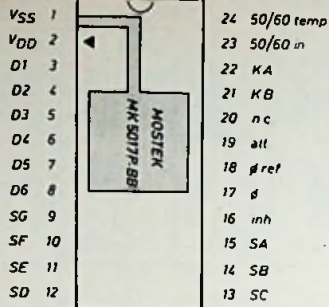 VSS 1
VDD 2
D1 3
D2 4
D3 5
D4 6
D5 7
D6 8
SG 9
SF 10
SE 11
SD 12
MOSTEK
MK 5017P-BB
24 50/60 temp
23 50/60 in
22 KA
21 KB
20 nc
19 all
18 ø ref
17 ø
16 inh
15 SA
14 SB
13 SC